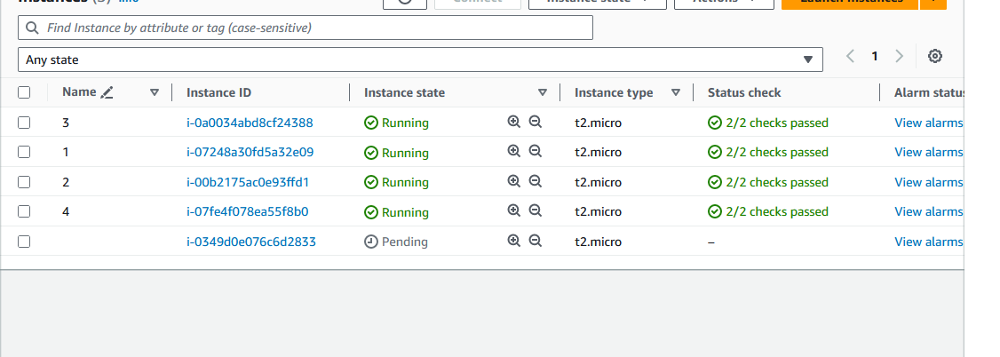 Instances (5) Info
Connect Instance state Actions Launch instances
Find Instance by attribute or tag (case-sensitive)
Any state
1
Name Instance ID Instance state Instance type Status check Alarm status
3 i-0a0034abd8cf24388 Running t2.micro 2/2 checks passed View alarms
1 i-07248a30fd5a32e09 Running t2.micro 2/2 checks passed View alarms
2 i-00b2175ac0e93ffd1 Running t2.micro 2/2 checks passed View alarms
4 i-07fe4f078ea55f8b0 Running t2.micro 2/2 checks passed View alarms
i-0349d0e076c6d2833 Pending t2.micro – View alarms